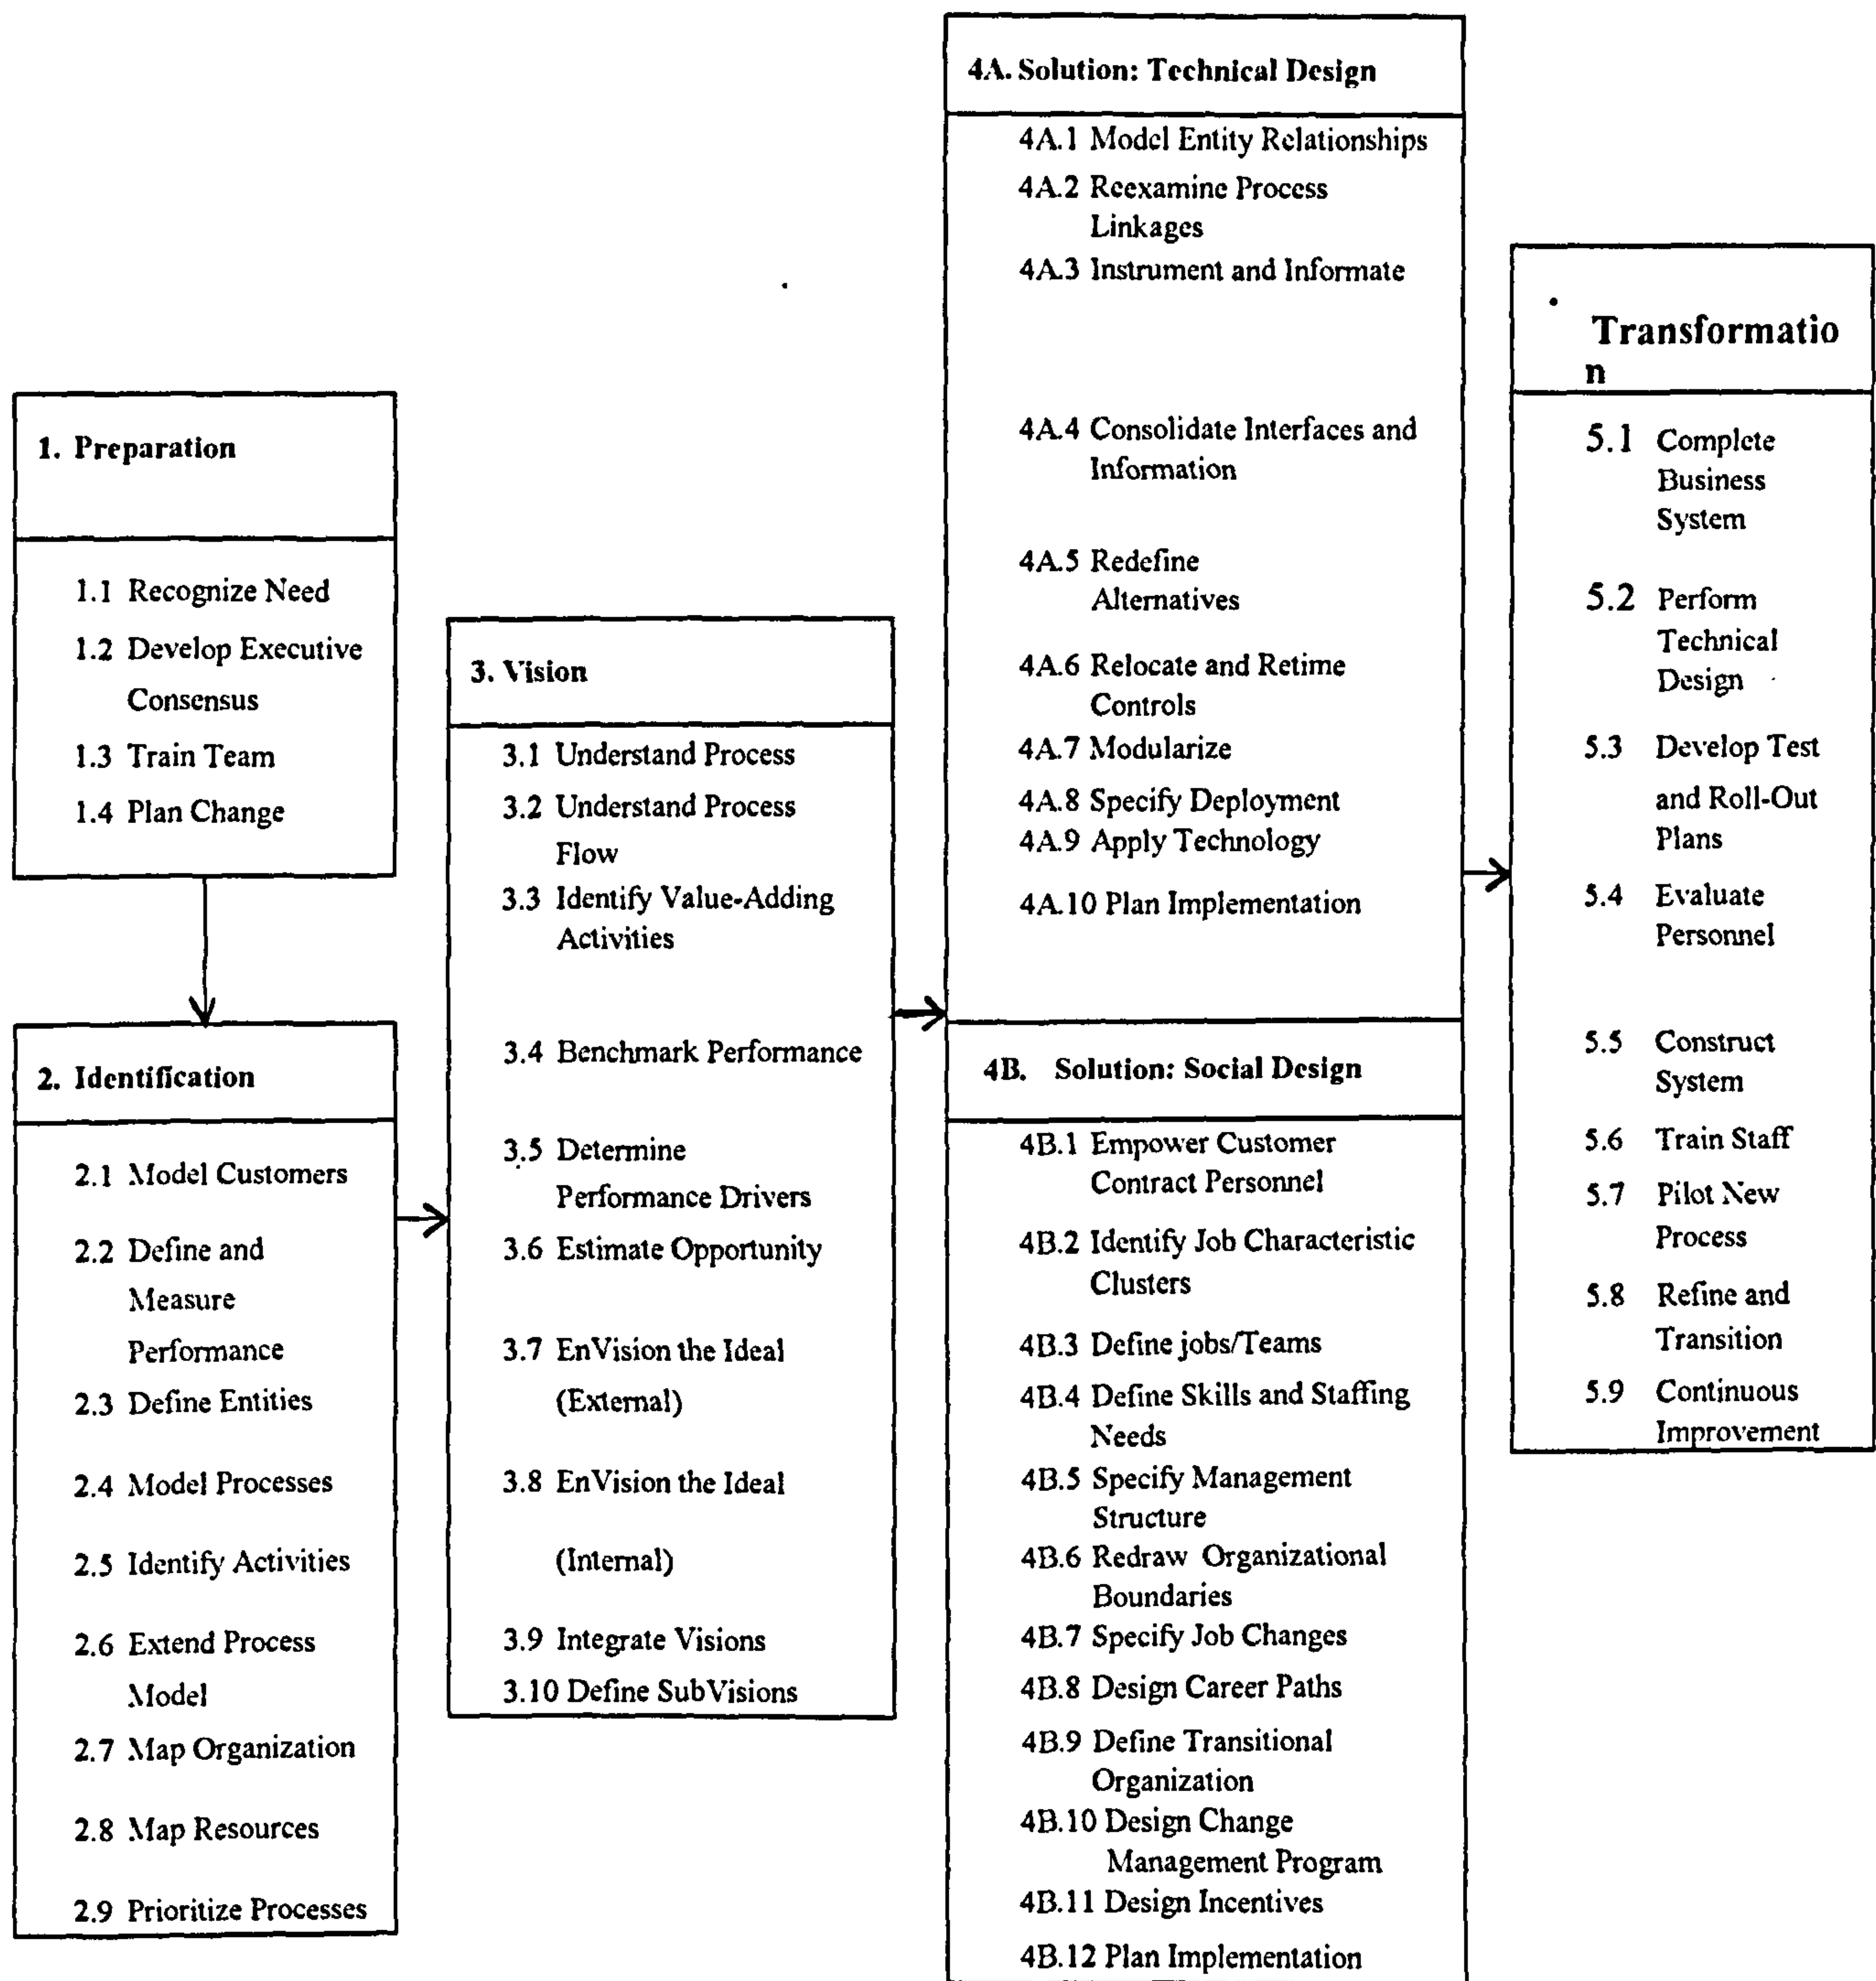 1. Preparation
1.1 Recognize Need
1.2 Develop Executive
Consensus
1.3 Train Team
1.4 Plan Change
2. Identification
2.1 Model Customers
2.2 Define and
Measure
Performance
2.3 Define Entities
2.4 Model Processes
2.5 Identify Activities
2.6 Extend Process
Model
2.7 Map Organization
2.8 Map Resources
2.9 Prioritize Processes
3. Vision
3.1 Understand Process
3.2 Understand Process
Flow
3.3 Identify Value-Adding
Activities
3.4 Benchmark Performance
3.5 Determine
Performance Drivers
3.6 Estimate Opportunity
3.7 EnVision the Ideal
(External)
3.8 EnVision the Ideal
(Internal)
3.9 Integrate Visions
3.10 Define SubVisions
4A. Solution: Technical Design
4A.1 Model Entity Relationships
4A.2 Reexamine Process
Linkages
4A.3 Instrument and Informate
4A.4 Consolidate Interfaces and
Information
4A.5 Redefine
Alternatives
4A.6 Relocate and Retime
Controls
4A.7 Modularize
4A.8 Specify Deployment
4A.9 Apply Technology
4A.10 Plan Implementation
4B. Solution: Social Design
4B.1 Empower Customer
Contract Personnel
4B.2 Identify Job Characteristic
Clusters
4B.3 Define jobs/Teams
4B.4 Define Skills and Staffing
Needs
4B.5 Specify Management
Structure
4B.6 Redraw Organizational
Boundaries
4B.7 Specify Job Changes
4B.8 Design Career Paths
4B.9 Define Transitional
Organization
4B.10 Design Change
Management Program
4B.11 Design Incentives
4B.12 Plan Implementation
Transformatio
n
5.1 Complete
Business
System
5.2 Perform
Technical
Design
5.3 Develop Test
and Roll-Out
Plans
5.4 Evaluate
Personnel
5.5 Construct
System
5.6 Train Staff
5.7 Pilot New
Process
5.8 Refine and
Transition
5.9 Continuous
Improvement